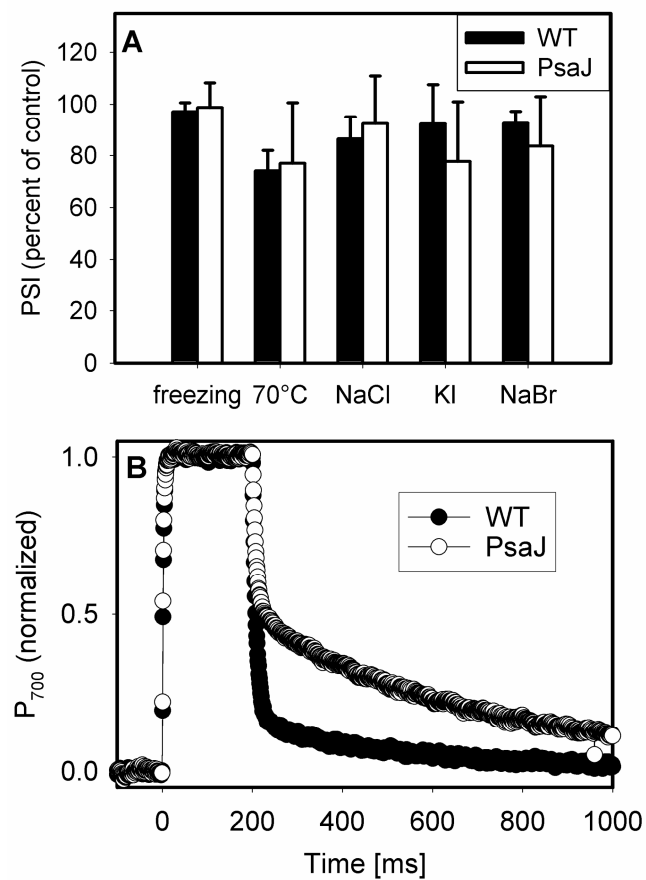 A
WT
PsaJ
PSI (percent of control)
120
100
80
60
40
20
0
freezing 70°C NaCl KI NaBr
B
WT
PsaJ
P700 (normalized)
1.0
0.5
0.0
0 200 400 600 800 1000
Time [ms]